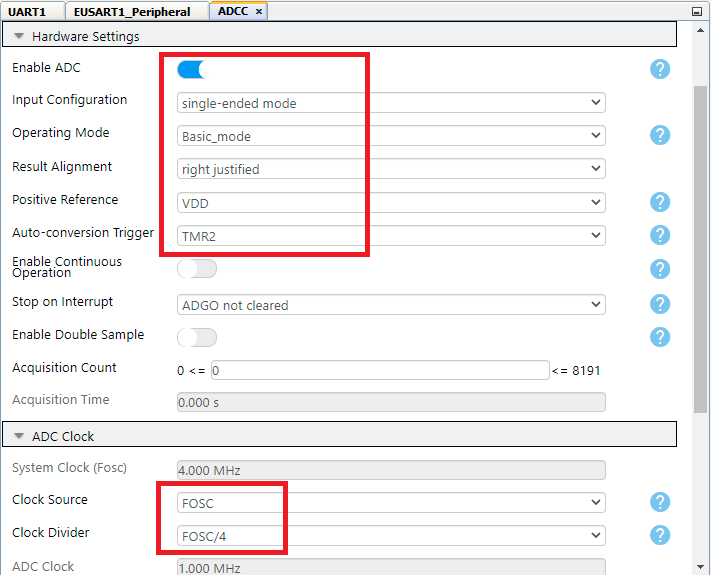 UART1 EUSART1_Peripheral ADCC ×
Hardware Settings
Enable ADC ?
Input Configuration single-ended mode
Operating Mode Basic_mode ?
Result Alignment right justified
Positive Reference VDD ?
Auto-conversion Trigger TMR2 ?
Enable Continuous
Operation ?
Stop on Interrupt ADGO not cleared ?
Enable Double Sample ?
Acquisition Count 0 <= 0 <= 8191
Acquisition Time 0.000 s
ADC Clock
System Clock (Fosc) 4.000 MHz
Clock Source FOSC ?
Clock Divider FOSC/4 ?
ADC Clock 1.000 MHz